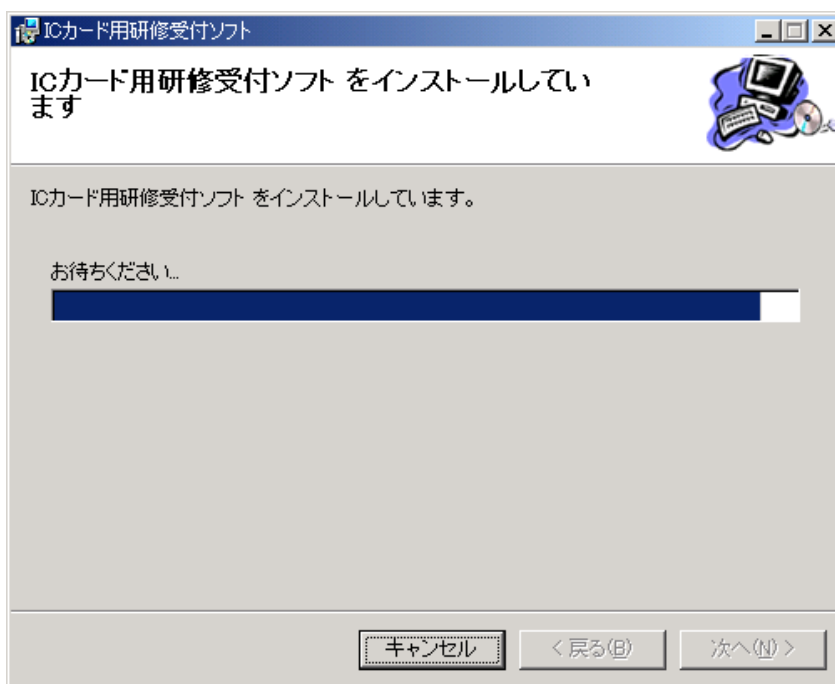 ICカード用研修受付ソフト
ICカード用研修受付ソフト をインストールしてい
ます
ICカード用研修受付ソフト をインストールしています。
お待ちください...
キャンセル
< 戻る(B)
次へ(N) >